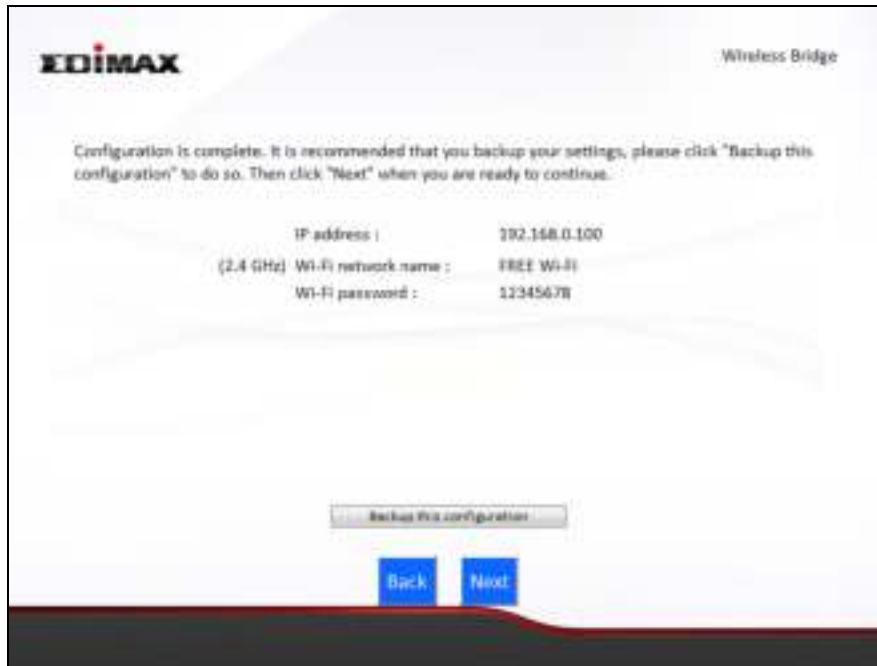 EDiMAX
Wireless Bridge
Configuration is complete. It is recommended that you backup your settings, please click "Backup this
configuration" to do so. Then click "Next" when you are ready to continue.
IP address : 192.168.0.100
(2.4 GHz) Wi-Fi network name : FREE Wi-Fi
Wi-Fi password : 12345678
Backup this configuration
Back Next